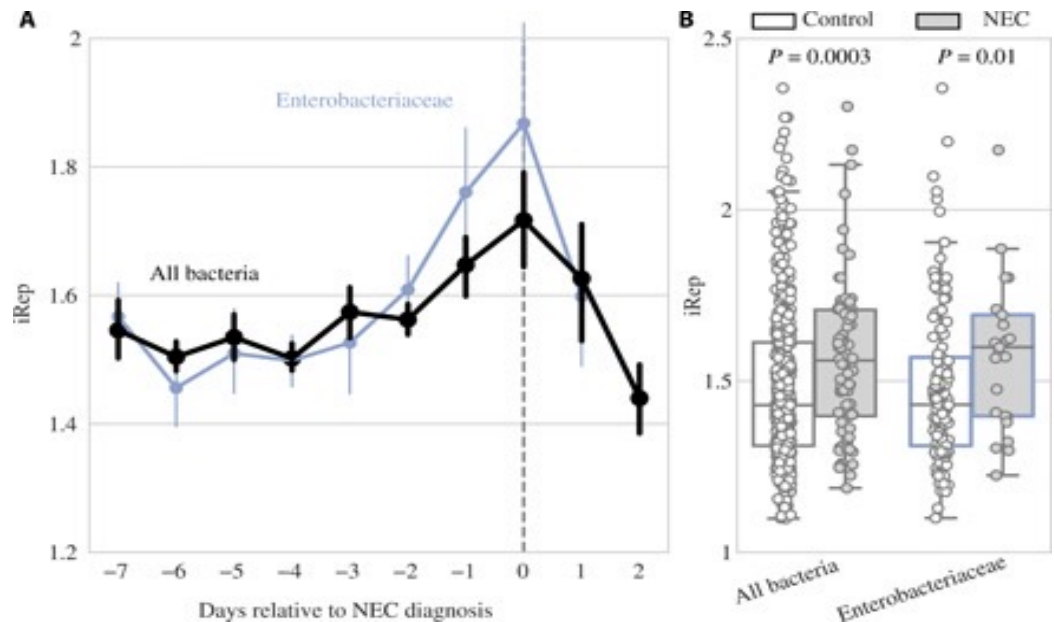 A
2
1.8
1.6
1.4
1.2
iRep
Enterobacteriaceae
All bacteria
−7 −6 −5 −4 −3 −2 −1 0 1 2
Days relative to NEC diagnosis
B
Control NEC
P = 0.0003 P = 0.01
2.5
2
1.5
1
iRep
All bacteria
Enterobacteriaceae